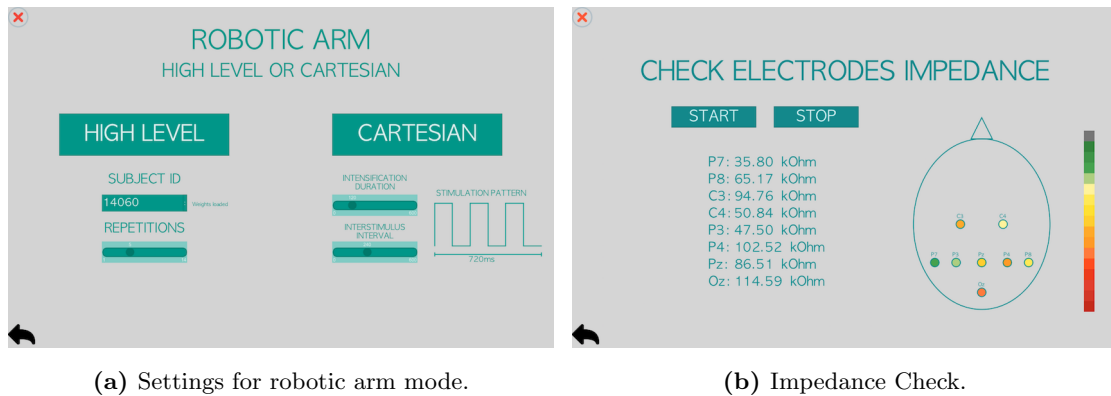 ROBOTIC ARM
HIGH LEVEL OR CARTESIAN
HIGH LEVEL
CARTESIAN
SUBJECT ID
14060
Weights loaded
REPETITIONS
INTENSIFICATION
DURATION
INTERSTIMULUS
INTERVAL
STIMULATION PATTERN
720ms
(a) Settings for robotic arm mode.
CHECK ELECTRODES IMPEDANCE
START
STOP
P7: 35.80 kOhm
P8: 65.17 kOhm
C3: 94.76 kOhm
C4: 50.84 kOhm
P3: 47.50 kOhm
P4: 102.52 kOhm
Pz: 86.51 kOhm
Oz: 114.59 kOhm
C3
C4
P7
P3
Pz
P4
P8
Oz
(b) Impedance Check.